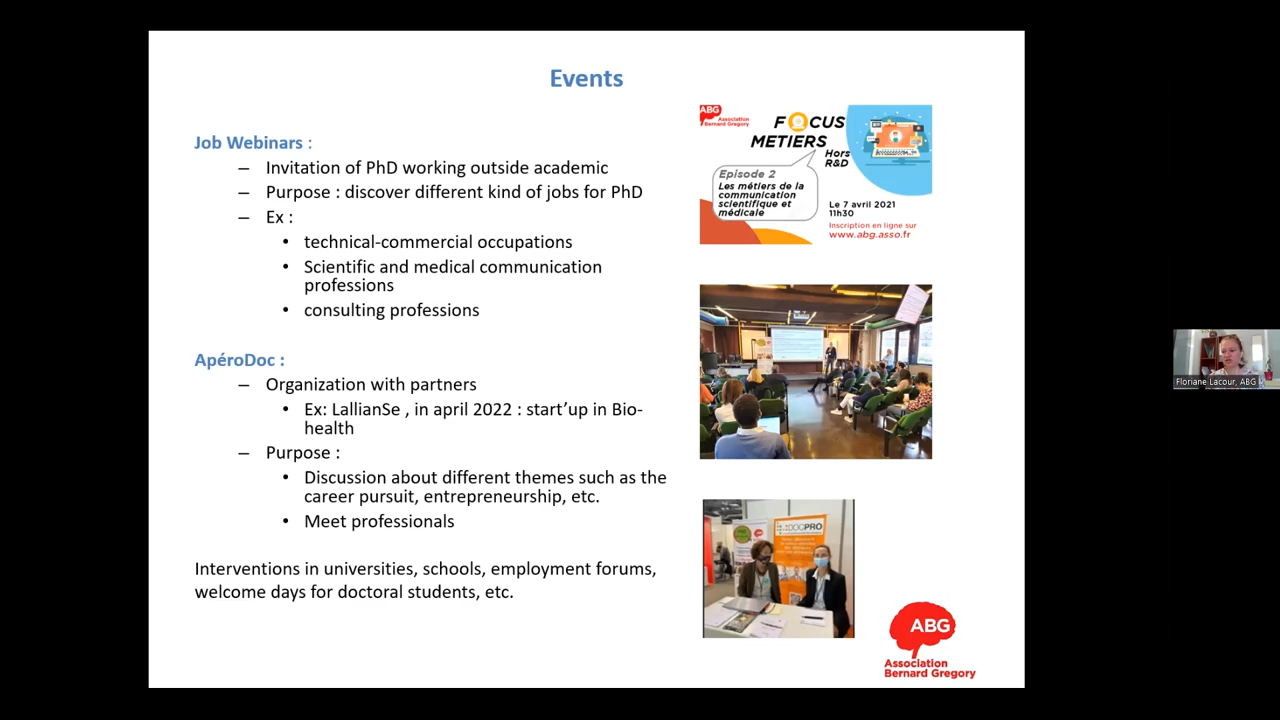 Events
Job Webinars :
– Invitation of PhD working outside academic
– Purpose : discover different kind of jobs for PhD
– Ex :
• technical-commercial occupations
• Scientific and medical communication
professions
• consulting professions
ApéroDoc :
– Organization with partners
• Ex: LallianSe , in april 2022 : start’up in Bio-
health
– Purpose :
• Discussion about different themes such as the
career pursuit, entrepreneurship, etc.
• Meet professionals
Interventions in universities, schools, employment forums,
welcome days for doctoral students, etc.
ABG
Association
Bernard Gregory
FOCUS
METIERS
Hors
R&D
Episode 2
Les métiers de la
communication
scientifique et
médicale
Le 7 avril 2021
11h30
Inscription en ligne sur
www.abg.asso.fr
DOCPRO
ABG
Association
Bernard Gregory
Floriane Lacour, ABG